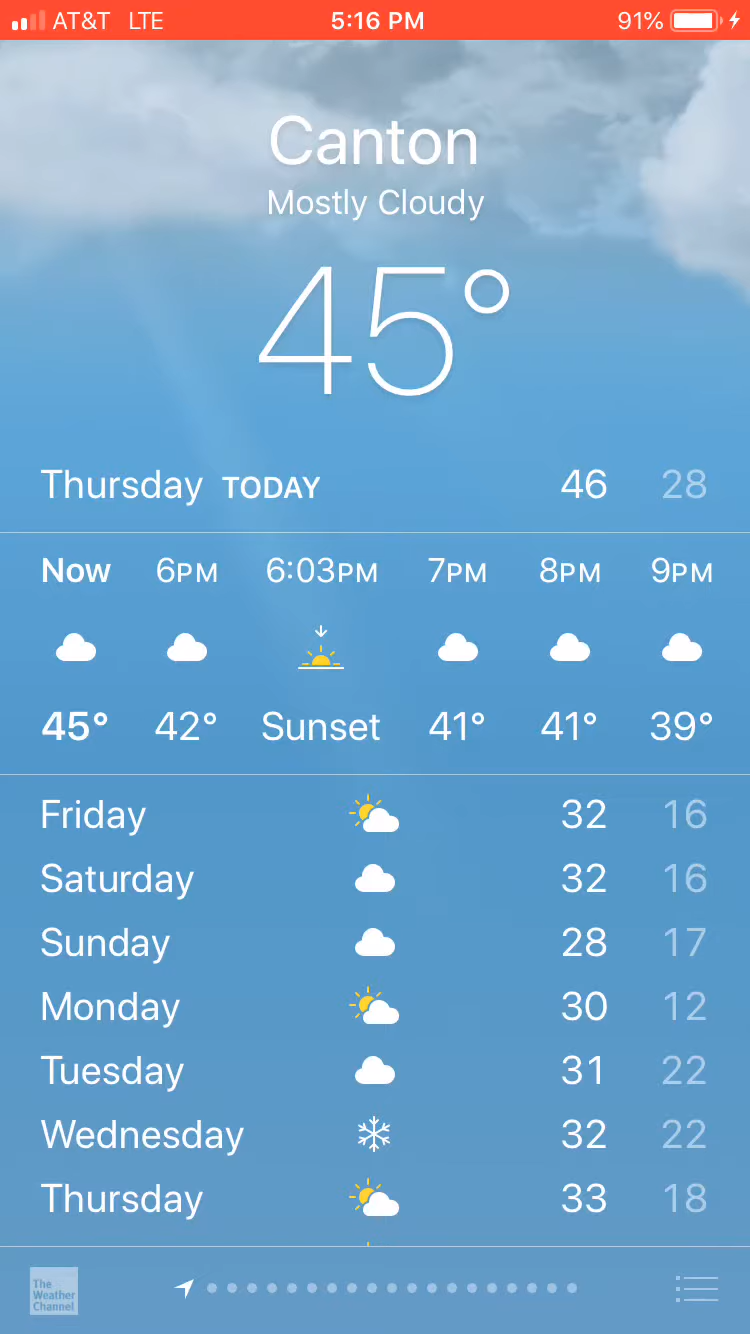 AT&T LTE 5:16 PM 91%
Canton
Mostly Cloudy
45°
Thursday TODAY 46 28
Now 6PM 6:03PM 7PM 8PM 9PM
45° 42° Sunset 41° 41° 39°
Friday 32 16
Saturday 32 16
Sunday 28 17
Monday 30 12
Tuesday 31 22
Wednesday 32 22
Thursday 33 18
The
Weather
Channel